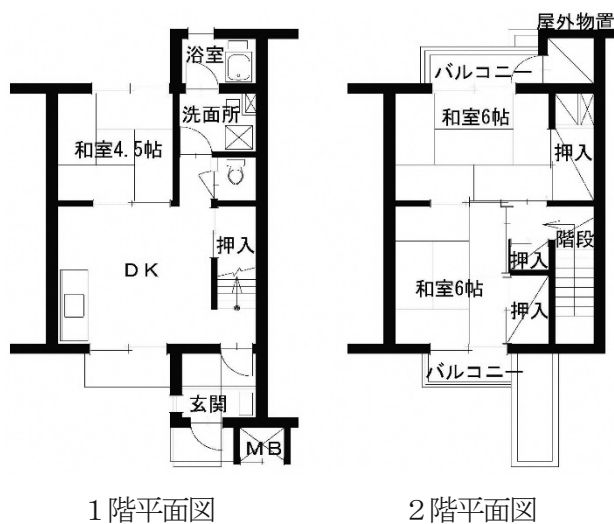 浴室
洗面所
和室4.5帖
押入
DK
玄関
MB
1階平面図
屋外物置
バルコニー
和室6帖
押入
階段
押入
和室6帖
押入
バルコニー
2階平面図